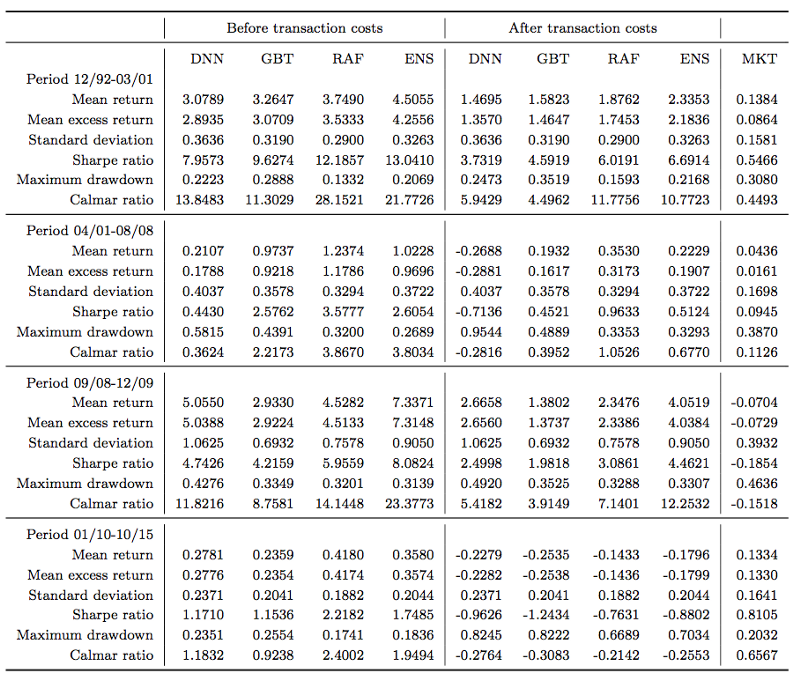 Before transaction costs After transaction costs
DNN GBT RAF ENS DNN GBT RAF ENS MKT
Period 12/92-03/01
Mean return 3.0789 3.2647 3.7490 4.5055 1.4695 1.5823 1.8762 2.3353 0.1384
Mean excess return 2.8935 3.0709 3.5333 4.2556 1.3570 1.4647 1.7453 2.1836 0.0864
Standard deviation 0.3636 0.3190 0.2900 0.3263 0.3636 0.3190 0.2900 0.3263 0.1581
Sharpe ratio 7.9573 9.6274 12.1857 13.0410 3.7319 4.5919 6.0191 6.6914 0.5466
Maximum drawdown 0.2223 0.2888 0.1332 0.2069 0.2473 0.3519 0.1593 0.2168 0.3080
Calmar ratio 13.8483 11.3029 28.1521 21.7726 5.9429 4.4962 11.7756 10.7723 0.4493
Period 04/01-08/08
Mean return 0.2107 0.9737 1.2374 1.0228 -0.2688 0.1932 0.3530 0.2229 0.0436
Mean excess return 0.1788 0.9218 1.1786 0.9696 -0.2881 0.1617 0.3173 0.1907 0.0161
Standard deviation 0.4037 0.3578 0.3294 0.3722 0.4037 0.3578 0.3294 0.3722 0.1698
Sharpe ratio 0.4430 2.5762 3.5777 2.6054 -0.7136 0.4521 0.9633 0.5124 0.0945
Maximum drawdown 0.5815 0.4391 0.3200 0.2689 0.9544 0.4889 0.3353 0.3293 0.3870
Calmar ratio 0.3624 2.2173 3.8670 3.8034 -0.2816 0.3952 1.0526 0.6770 0.1126
Period 09/08-12/09
Mean return 5.0550 2.9330 4.5282 7.3371 2.6658 1.3802 2.3476 4.0519 -0.0704
Mean excess return 5.0388 2.9224 4.5133 7.3148 2.6560 1.3737 2.3386 4.0384 -0.0729
Standard deviation 1.0625 0.6932 0.7578 0.9050 1.0625 0.6932 0.7578 0.9050 0.3932
Sharpe ratio 4.7426 4.2159 5.9559 8.0824 2.4998 1.9818 3.0861 4.4621 -0.1854
Maximum drawdown 0.4276 0.3349 0.3201 0.3139 0.4920 0.3525 0.3288 0.3307 0.4636
Calmar ratio 11.8216 8.7581 14.1448 23.3773 5.4182 3.9149 7.1401 12.2532 -0.1518
Period 01/10-10/15
Mean return 0.2781 0.2359 0.4180 0.3580 -0.2279 -0.2535 -0.1433 -0.1796 0.1334
Mean excess return 0.2776 0.2354 0.4174 0.3574 -0.2282 -0.2538 -0.1436 -0.1799 0.1330
Standard deviation 0.2371 0.2041 0.1882 0.2044 0.2371 0.2041 0.1882 0.2044 0.1641
Sharpe ratio 1.1710 1.1536 2.2182 1.7485 -0.9626 -1.2434 -0.7631 -0.8802 0.8105
Maximum drawdown 0.2351 0.2554 0.1741 0.1836 0.8245 0.8222 0.6689 0.7034 0.2032
Calmar ratio 1.1832 0.9238 2.4002 1.9494 -0.2764 -0.3083 -0.2142 -0.2553 0.6567